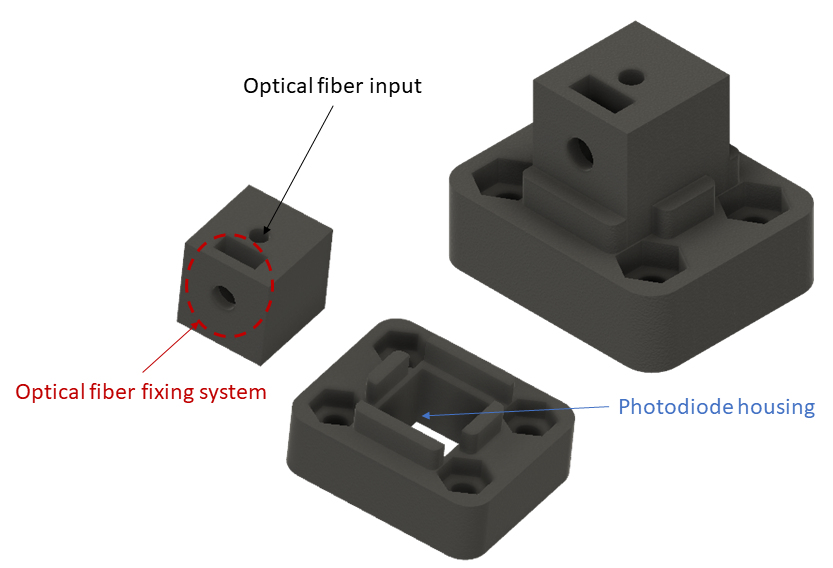 Optical fiber input
Optical fiber fixing system
Photodiode housing